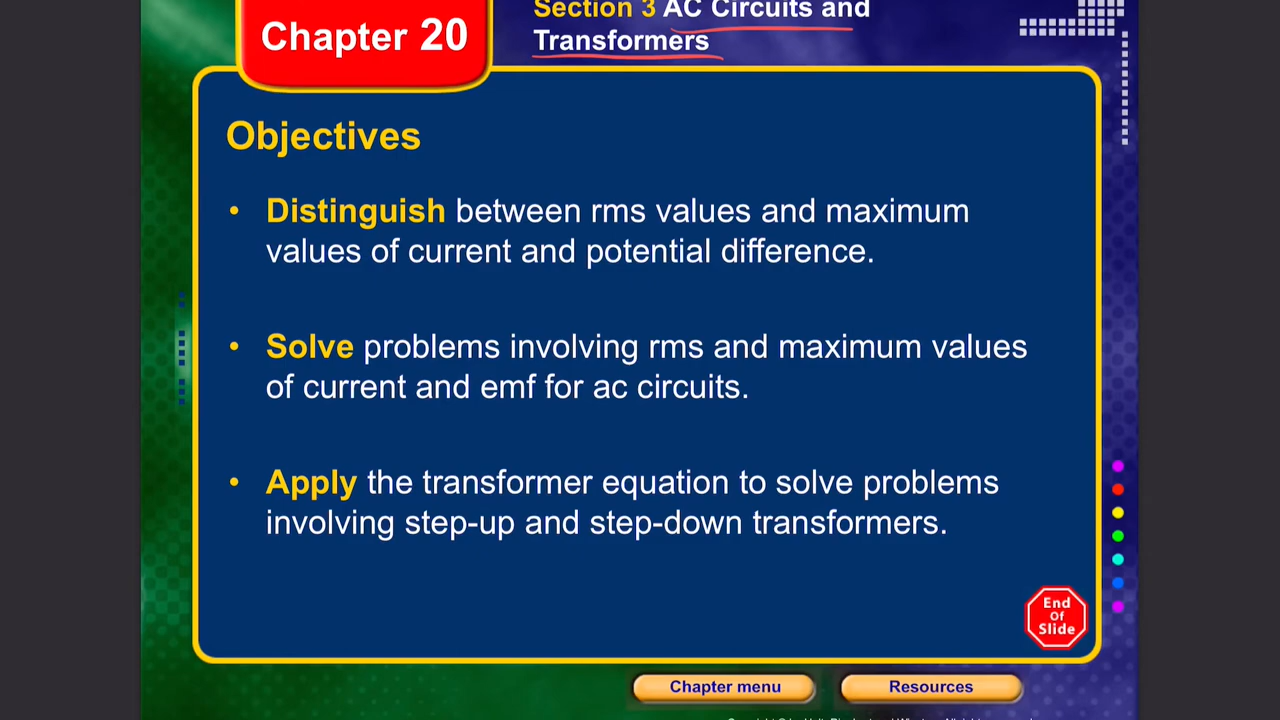 Chapter 20
Section 3 AC Circuits and
Transformers
Objectives
• Distinguish between rms values and maximum
values of current and potential difference.
• Solve problems involving rms and maximum values
of current and emf for ac circuits.
• Apply the transformer equation to solve problems
involving step-up and step-down transformers.
End
Of
Slide
Chapter menu
Resources